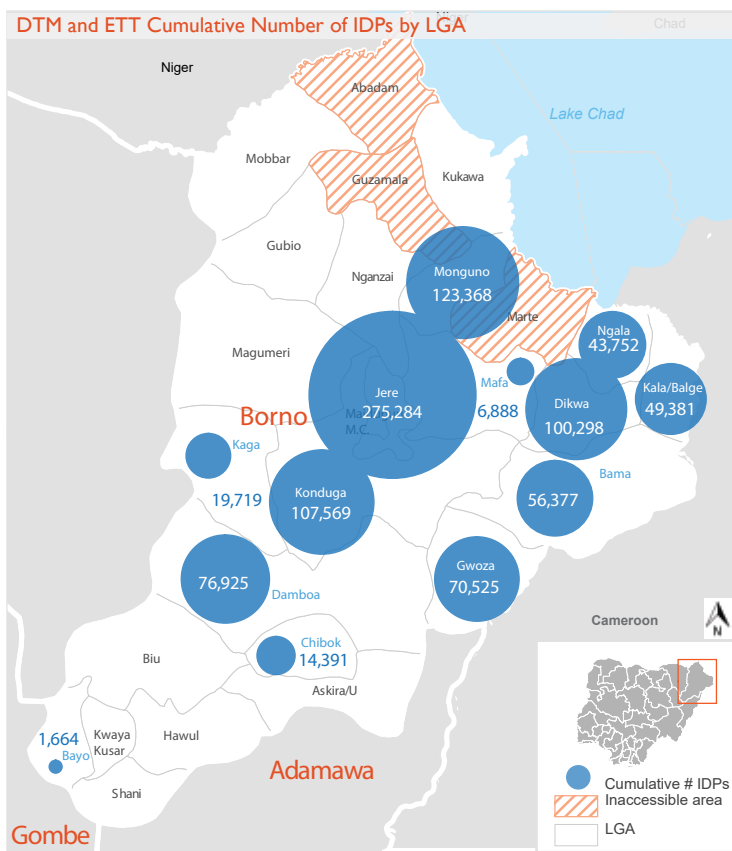 DTM and ETT Cumulative Number of IDPs by LGA
Niger
Chad
Niger
Abadam
Lake Chad
Mobbar
Guzamala
Kukawa
Gubio
Nganzai
Monguno
123,368
Marte
Ngala
43,752
Magumeri
Mafa
6,888
Kala/Balge
49,381
Jere
275,284
M.C.
Dikwa
100,298
Borno
Kaga
19,719
Bama
56,377
Konduga
107,569
Gwoza
70,525
76,925
Damboa
Cameroon
N
Chibok
14,391
Biu
Askira/U
1,664
Bayo
Kwaya
Kusar
Hawul
Shani
Adamawa
Gombe
Cumulative # IDPs
Inaccessible area
LGA